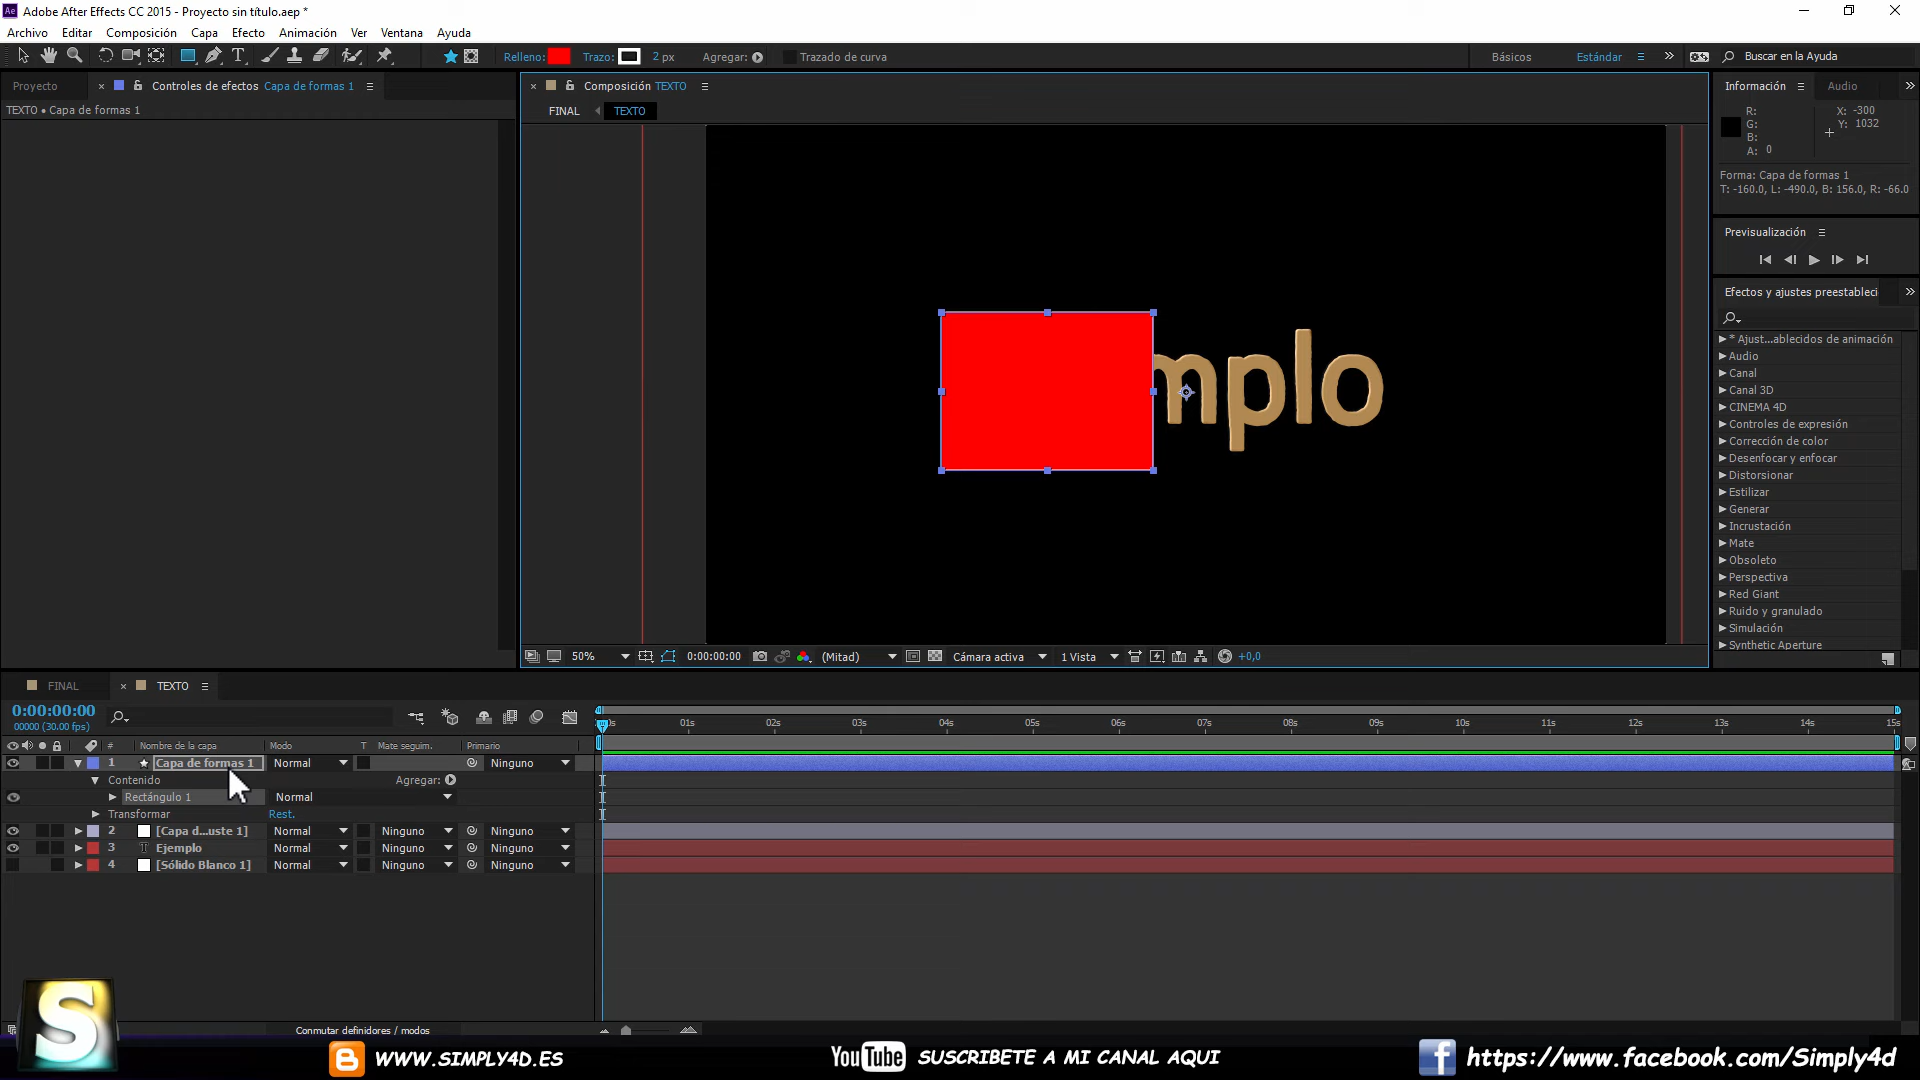 Adobe After Effects CC 2015 - Proyecto sin título.aep *
Archivo Editar Composición Capa Efecto Animación Ver Ventana Ayuda
Relleno: Trazo: 2 px Agregar: Trazado de curva Básicos Estándar Buscar en la Ayuda
Proyecto Controles de efectos Capa de formas 1
TEXTO • Capa de formas 1
Composición TEXTO
FINAL TEXTO
mplo
50% 0:00:00:00 (Mitad) Cámara activa 1 Vista +0,0
Información Audio
R: X: -300
G: Y: 1032
B:
A: 0
Forma: Capa de formas 1
T: -160.0, L: -490.0, B: 156.0, R: -66.0
Previsualización
Efectos y ajustes preestableci
* Ajust...ablecidos de animación
Audio
Canal
Canal 3D
CINEMA 4D
Controles de expresión
Corrección de color
Desenfocar y enfocar
Distorsionar
Estilizar
Generar
Incrustación
Mate
Obsoleto
Perspectiva
Red Giant
Ruido y granulado
Simulación
Synthetic Aperture
FINAL TEXTO
0:00:00:00
00000 (30.00 fps)
0s 01s 02s 03s 04s 05s 06s 07s 08s 09s 10s 11s 12s 13s 14s 15s
# Nombre de la capa Modo T Mate seguim. Primario
1 Capa de formas 1 Normal Ninguno
Contenido Agregar:
Rectángulo 1 Normal
Transformar Rest.
2 [Capa d...uste 1] Normal Ninguno Ninguno
3 Ejemplo Normal Ninguno Ninguno
4 [Sólido Blanco 1] Normal Ninguno Ninguno
Conmutar definidores / modos
S
WWW.SIMPLY4D.ES
YouTube SUSCRIBETE A MI CANAL AQUI
https://www.facebook.com/Simply4d